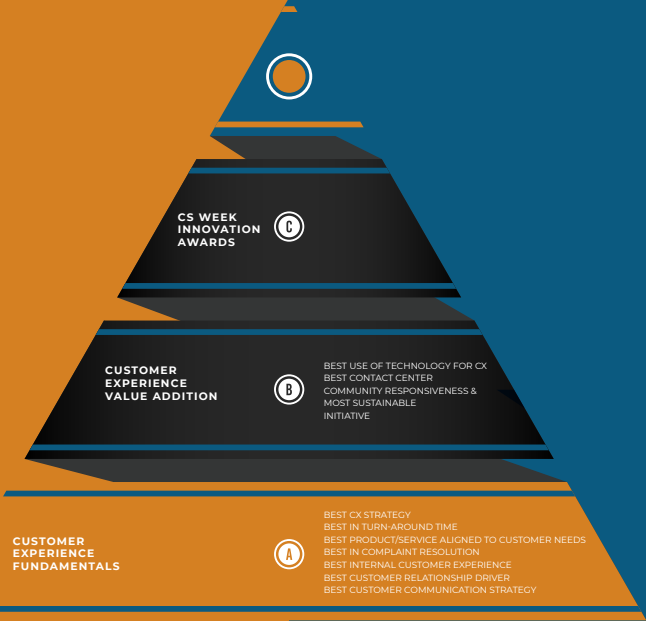 CS WEEK
INNOVATION
AWARDS
C
CUSTOMER
EXPERIENCE
VALUE ADDITION
B
BEST USE OF TECHNOLOGY FOR CX
BEST CONTACT CENTER
COMMUNITY RESPONSIVENESS &
MOST SUSTAINABLE
INITIATIVE
CUSTOMER
EXPERIENCE
FUNDAMENTALS
A
BEST CX STRATEGY
BEST IN TURN-AROUND TIME
BEST PRODUCT/SERVICE ALIGNED TO CUSTOMER NEEDS
BEST IN COMPLAINT RESOLUTION
BEST INTERNAL CUSTOMER EXPERIENCE
BEST CUSTOMER RELATIONSHIP DRIVER
BEST CUSTOMER COMMUNICATION STRATEGY